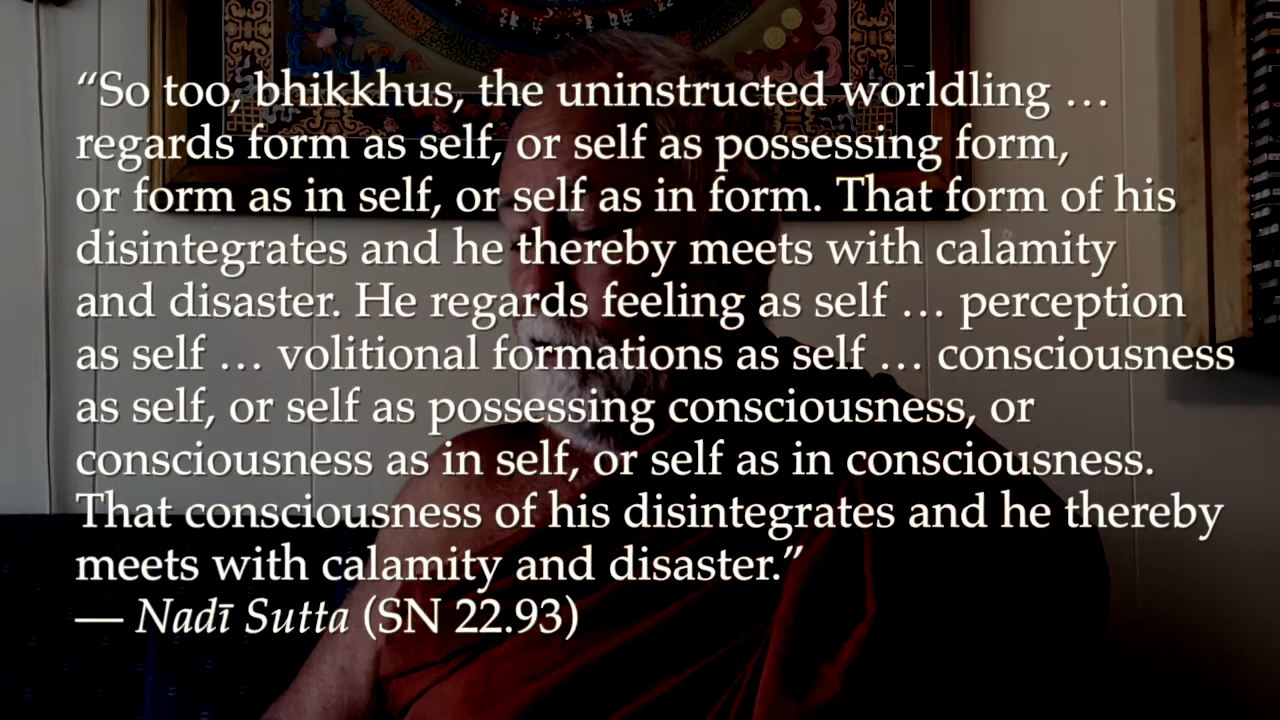 “So too, bhikkhus, the uninstructed worldling …
regards form as self, or self as possessing form,
or form as in self, or self as in form. That form of his
disintegrates and he thereby meets with calamity
and disaster. He regards feeling as self … perception
as self … volitional formations as self … consciousness
as self, or self as possessing consciousness, or
consciousness as in self, or self as in consciousness.
That consciousness of his disintegrates and he thereby
meets with calamity and disaster.”
— Nadī Sutta (SN 22.93)